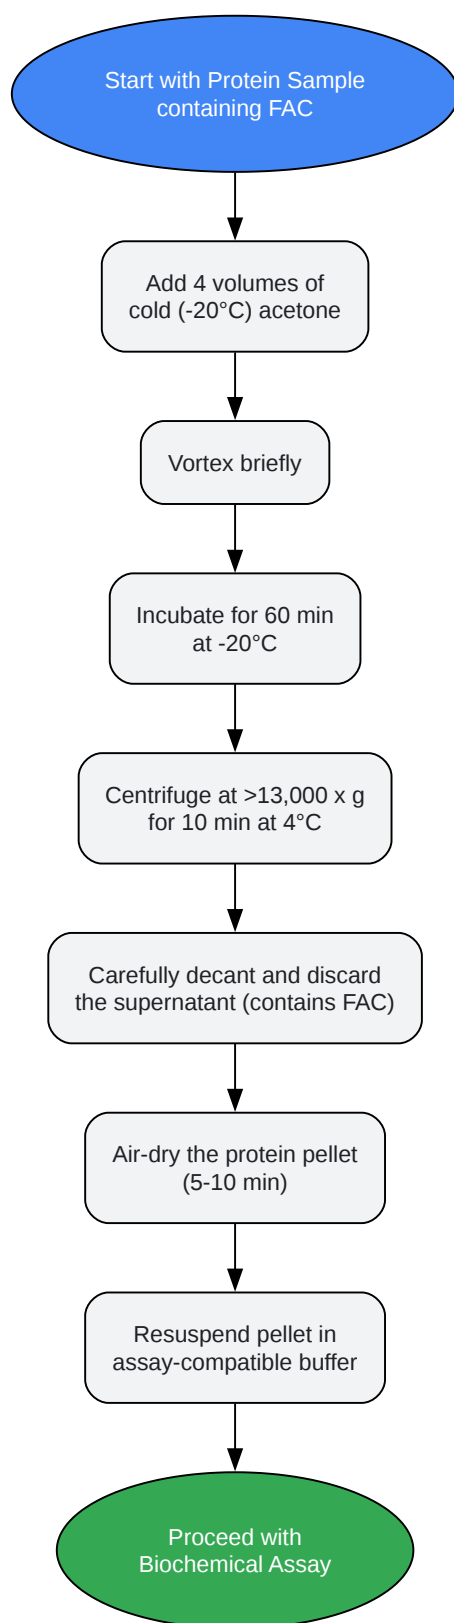 Start with Protein Sample
containing FAC
Add 4 volumes of
cold (-20°C) acetone
Vortex briefly
Incubate for 60 min
at -20°C
Centrifuge at >13,000 x g
for 10 min at 4°C
Carefully decant and discard
the supernatant (contains FAC)
Air-dry the protein pellet
(5-10 min)
Resuspend pellet in
assay-compatible buffer
Proceed with
Biochemical Assay